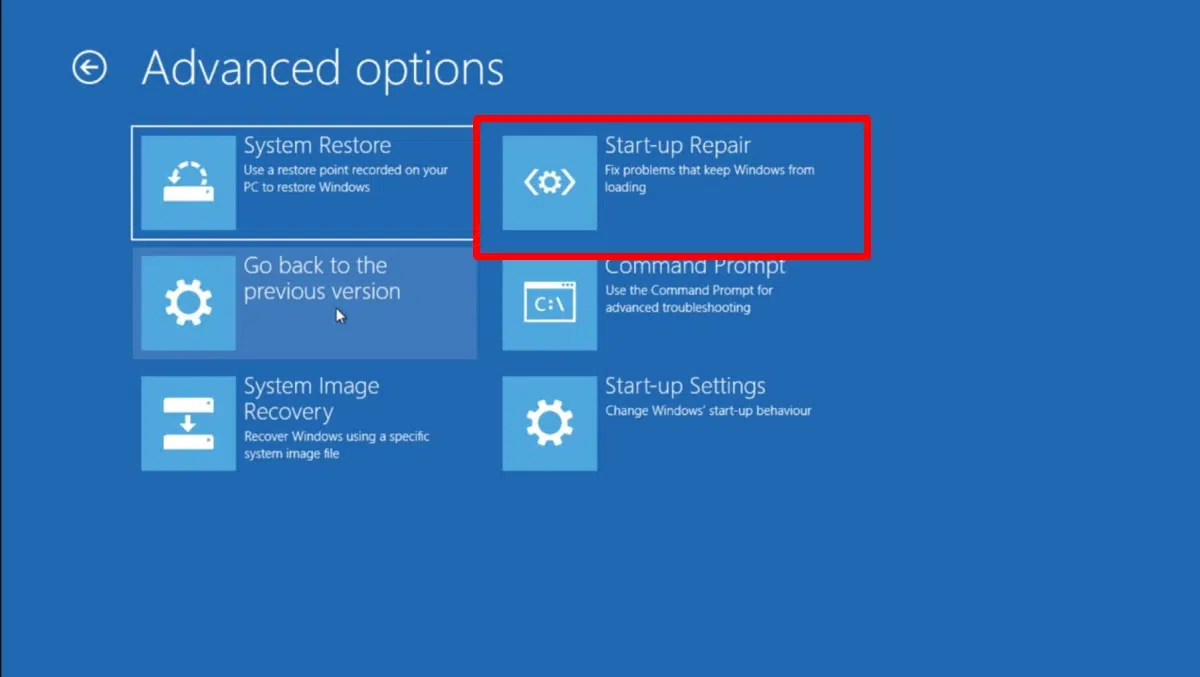 Advanced options
System Restore
Use a restore point recorded on your
PC to restore Windows
Start-up Repair
Fix problems that keep Windows from
loading
Go back to the
previous version
Command Prompt
Use the Command Prompt for
advanced troubleshooting
C:\
System Image
Recovery
Recover Windows using a specific
system image file
Start-up Settings
Change Windows' start-up behaviour